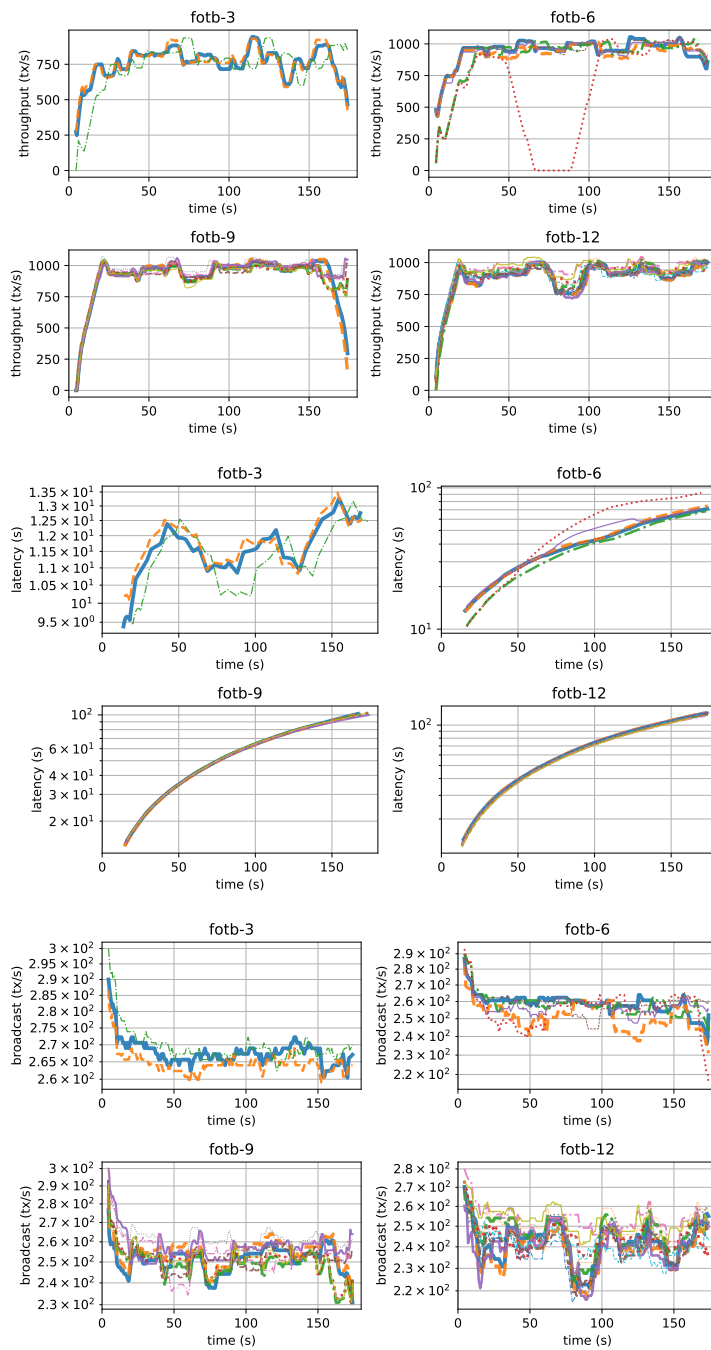 fotb-3
throughput (tx/s)
750
500
250
0
0 50 100 150
time (s)
fotb-6
throughput (tx/s)
1000
750
500
250
0
0 50 100 150
time (s)
fotb-9
throughput (tx/s)
1000
750
500
250
0
0 50 100 150
time (s)
fotb-12
throughput (tx/s)
1000
750
500
250
0
0 50 100 150
time (s)
fotb-3
latency (s)
1.35 × 10¹
1.3 × 10¹
1.25 × 10¹
1.2 × 10¹
1.15 × 10¹
1.1 × 10¹
1.05 × 10¹
10¹
9.5 × 10⁰
0 50 100 150
time (s)
fotb-6
latency (s)
10²
10¹
0 50 100 150
time (s)
fotb-9
latency (s)
10²
6 × 10¹
4 × 10¹
3 × 10¹
2 × 10¹
0 50 100 150
time (s)
fotb-12
latency (s)
10²
0 50 100 150
time (s)
fotb-3
broadcast (tx/s)
3 × 10²
2.95 × 10²
2.9 × 10²
2.85 × 10²
2.8 × 10²
2.75 × 10²
2.7 × 10²
2.65 × 10²
2.6 × 10²
0 50 100 150
time (s)
fotb-6
broadcast (tx/s)
2.9 × 10²
2.8 × 10²
2.7 × 10²
2.6 × 10²
2.5 × 10²
2.4 × 10²
2.3 × 10²
2.2 × 10²
0 50 100 150
time (s)
fotb-9
broadcast (tx/s)
3 × 10²
2.9 × 10²
2.8 × 10²
2.7 × 10²
2.6 × 10²
2.5 × 10²
2.4 × 10²
2.3 × 10²
0 50 100 150
time (s)
fotb-12
broadcast (tx/s)
2.8 × 10²
2.7 × 10²
2.6 × 10²
2.5 × 10²
2.4 × 10²
2.3 × 10²
2.2 × 10²
0 50 100 150
time (s)